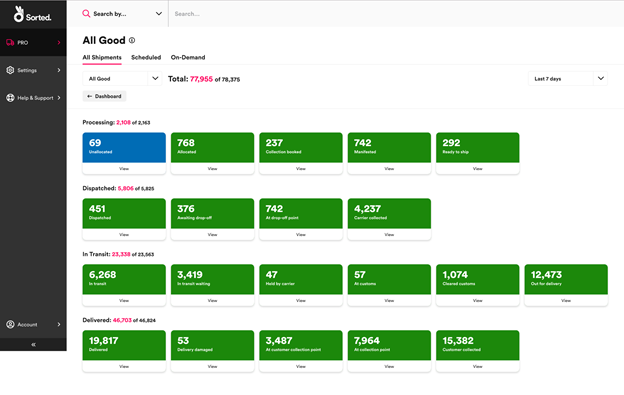 Sorted.
Search by...
Search...
PRO
Settings
Help & Support
Account
«
All Good
All Shipments Scheduled On-Demand
All Good
Total: 77,955 of 78,375
Last 7 days
← Dashboard
Processing: 2,108 of 2,163
69 768 237 742 292
Unallocated Allocated Collection booked Manifested Ready to ship
View View View View View
Dispatched: 5,806 of 5,825
451 376 742 4,237
Dispatched Awaiting drop-off At drop-off point Carrier collected
View View View View
In Transit: 23,338 of 23,563
6,268 3,419 47 57 1,074 12,473
In transit In transit waiting Held by carrier At customs Cleared customs Out for delivery
View View View View View View
Delivered: 46,703 of 46,824
19,817 53 3,487 7,964 15,382
Delivered Delivery damaged At customer collection point At collection point Customer collected
View View View View View